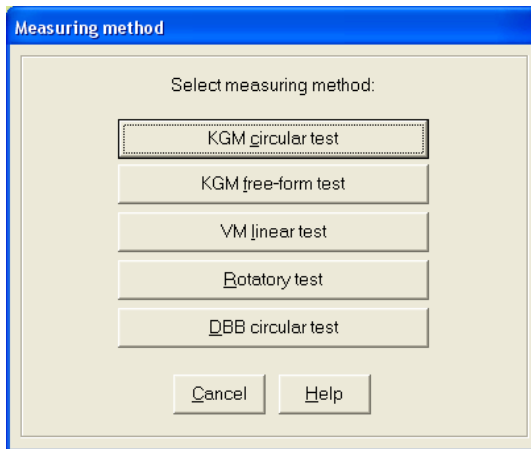 Measuring method
Select measuring method:
KGM circular test
KGM free-form test
VM linear test
Rotatory test
DBB circular test
Cancel Help